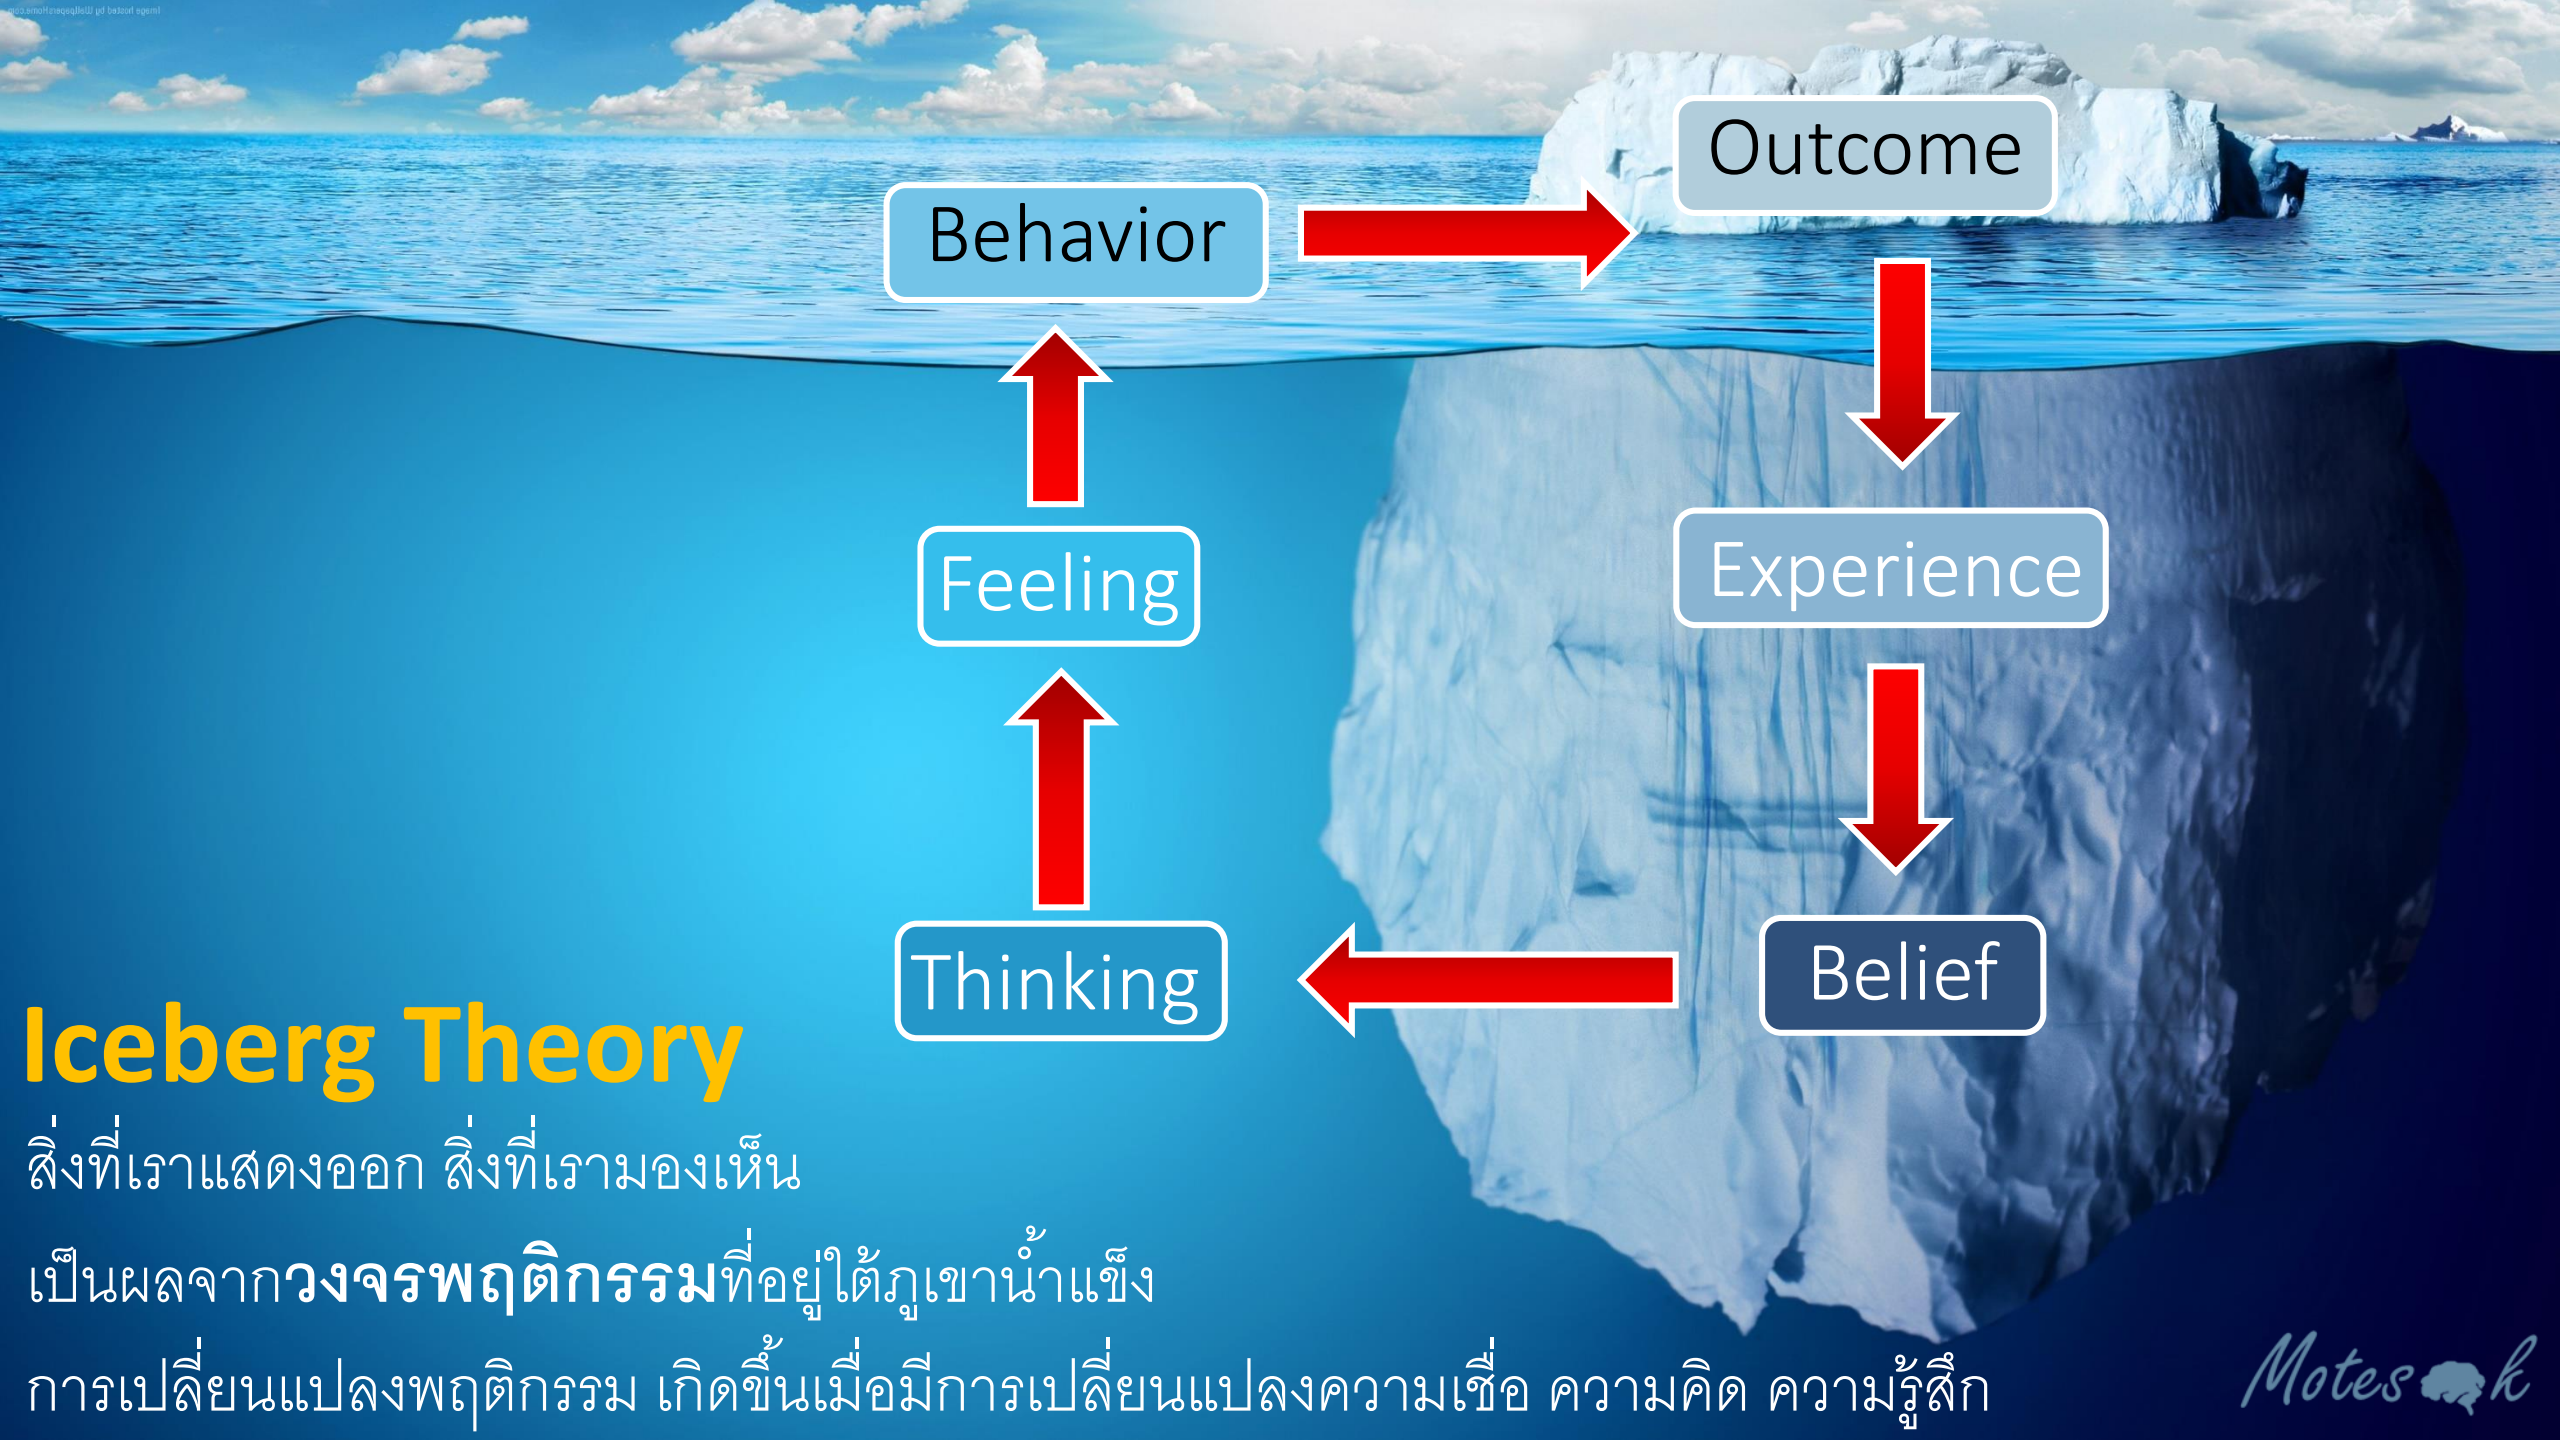 Image hosted by WallpapersHome.com
Outcome
Behavior
Feeling
Experience
Thinking
Belief
Iceberg Theory
สิ่งที่เราแสดงออก สิ่งที่เรามองเห็น
เป็นผลจากวงจรพฤติกรรมที่อยู่ใต้ภูเขาน้ำแข็ง
การเปลี่ยนแปลงพฤติกรรม เกิดขึ้นเมื่อมีการเปลี่ยนแปลงความเชื่อ ความคิด ความรู้สึก
Motes k